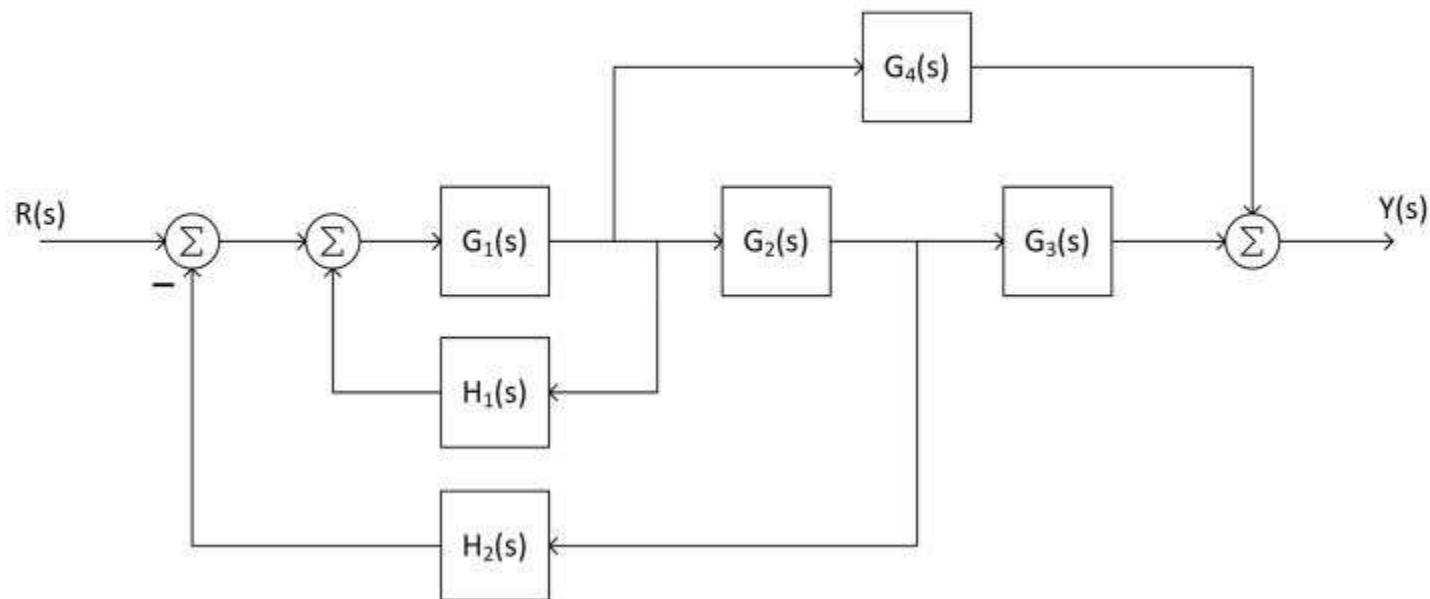 G₄(s)
R(s)
Σ
Σ
G₁(s)
G₂(s)
G₃(s)
Σ
Y(s)
−
H₁(s)
H₂(s)